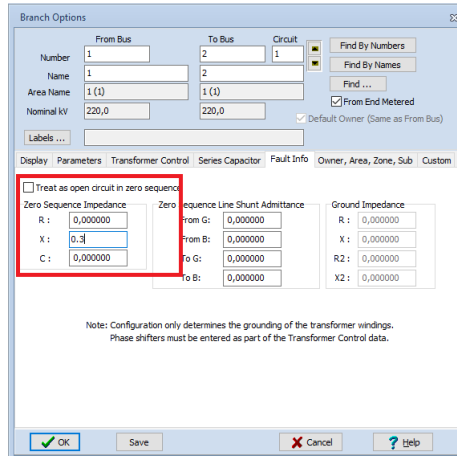 Branch Options
From Bus To Bus Circuit
Number 1 2 1 Find By Numbers
Name 1 2 Find By Names
Area Name 1 (1) 1 (1) Find ...
Nominal kV 220,0 220,0 From End Metered
Default Owner (Same as From Bus)
Labels ...
Display Parameters Transformer Control Series Capacitor Fault Info Owner, Area, Zone, Sub Custom
Treat as open circuit in zero sequence
Zero Sequence Impedance Zero Sequence Line Shunt Admittance Ground Impedance
R : 0,000000 From G: 0,000000 R : 0,000000
X : 0.3 From B: 0,000000 X : 0,000000
C : 0,000000 To G: 0,000000 R2 : 0,000000
To B: 0,000000 X2 : 0,000000
Note: Configuration only determines the grounding of the transformer windings.
Phase shifters must be entered as part of the Transformer Control data.
OK Save Cancel Help